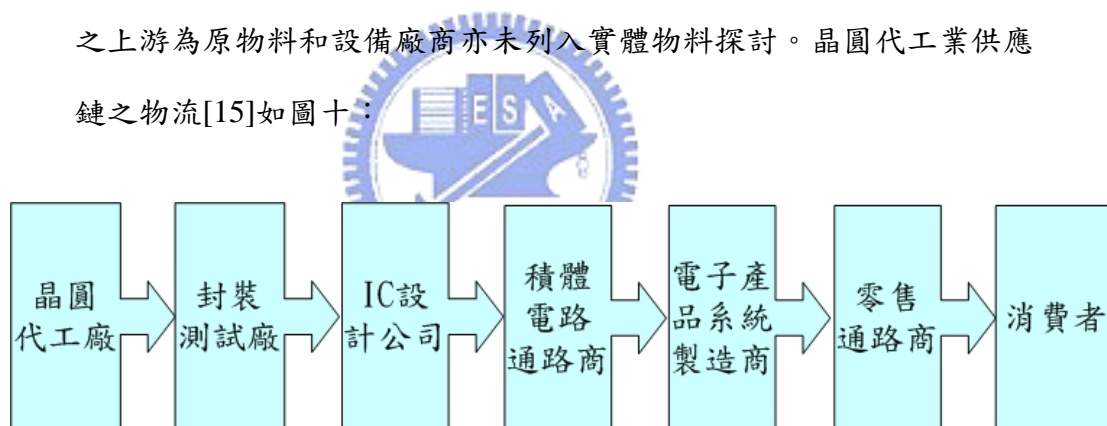 之上游為原物料和設備廠商亦未列入實體物料探討。晶圓代工業供應
鏈之物流[15]如圖十：
ESA
晶圓
代工廠
封裝
測試廠
IC設
計公司
積體
電路
通路商
電子產
品系統
製造商
零售
通路商
消費者